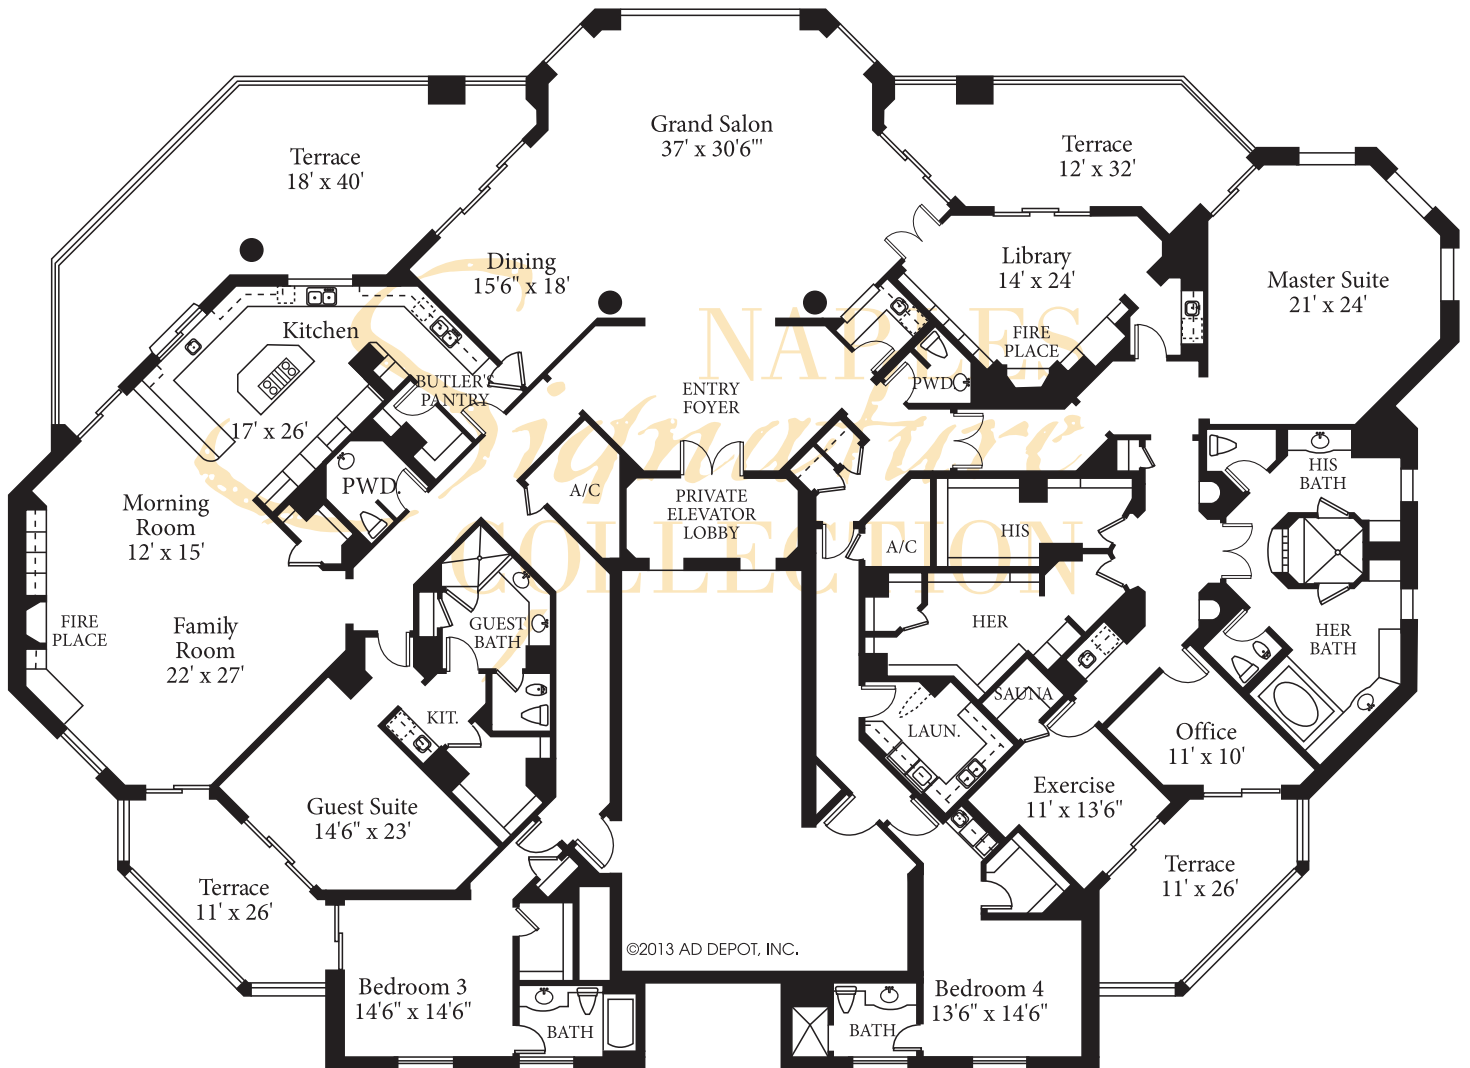 Grand Salon
37' x 30'6"'
Terrace
18' x 40'
Terrace
12' x 32'
Dining
15'6" x 18'
Library
14' x 24'
Master Suite
21' x 24'
Kitchen
17' x 26'
FIRE
PLACE
BUTLER'S
PANTRY
PWD.
ENTRY
FOYER
NAPLES
Signature
COLLECTION
PWD.
A/C
PRIVATE
ELEVATOR
LOBBY
HIS
BATH
Morning
Room
12' x 15'
HIS
A/C
FIRE
PLACE
Family
Room
22' x 27'
GUEST
BATH
HER
HER
BATH
SAUNA
KIT.
LAUN.
Office
11' x 10'
Guest Suite
14'6" x 23'
Exercise
11' x 13'6"
Terrace
11' x 26'
Terrace
11' x 26'
©2013 AD DEPOT, INC.
Bedroom 3
14'6" x 14'6"
Bedroom 4
13'6" x 14'6"
BATH
BATH